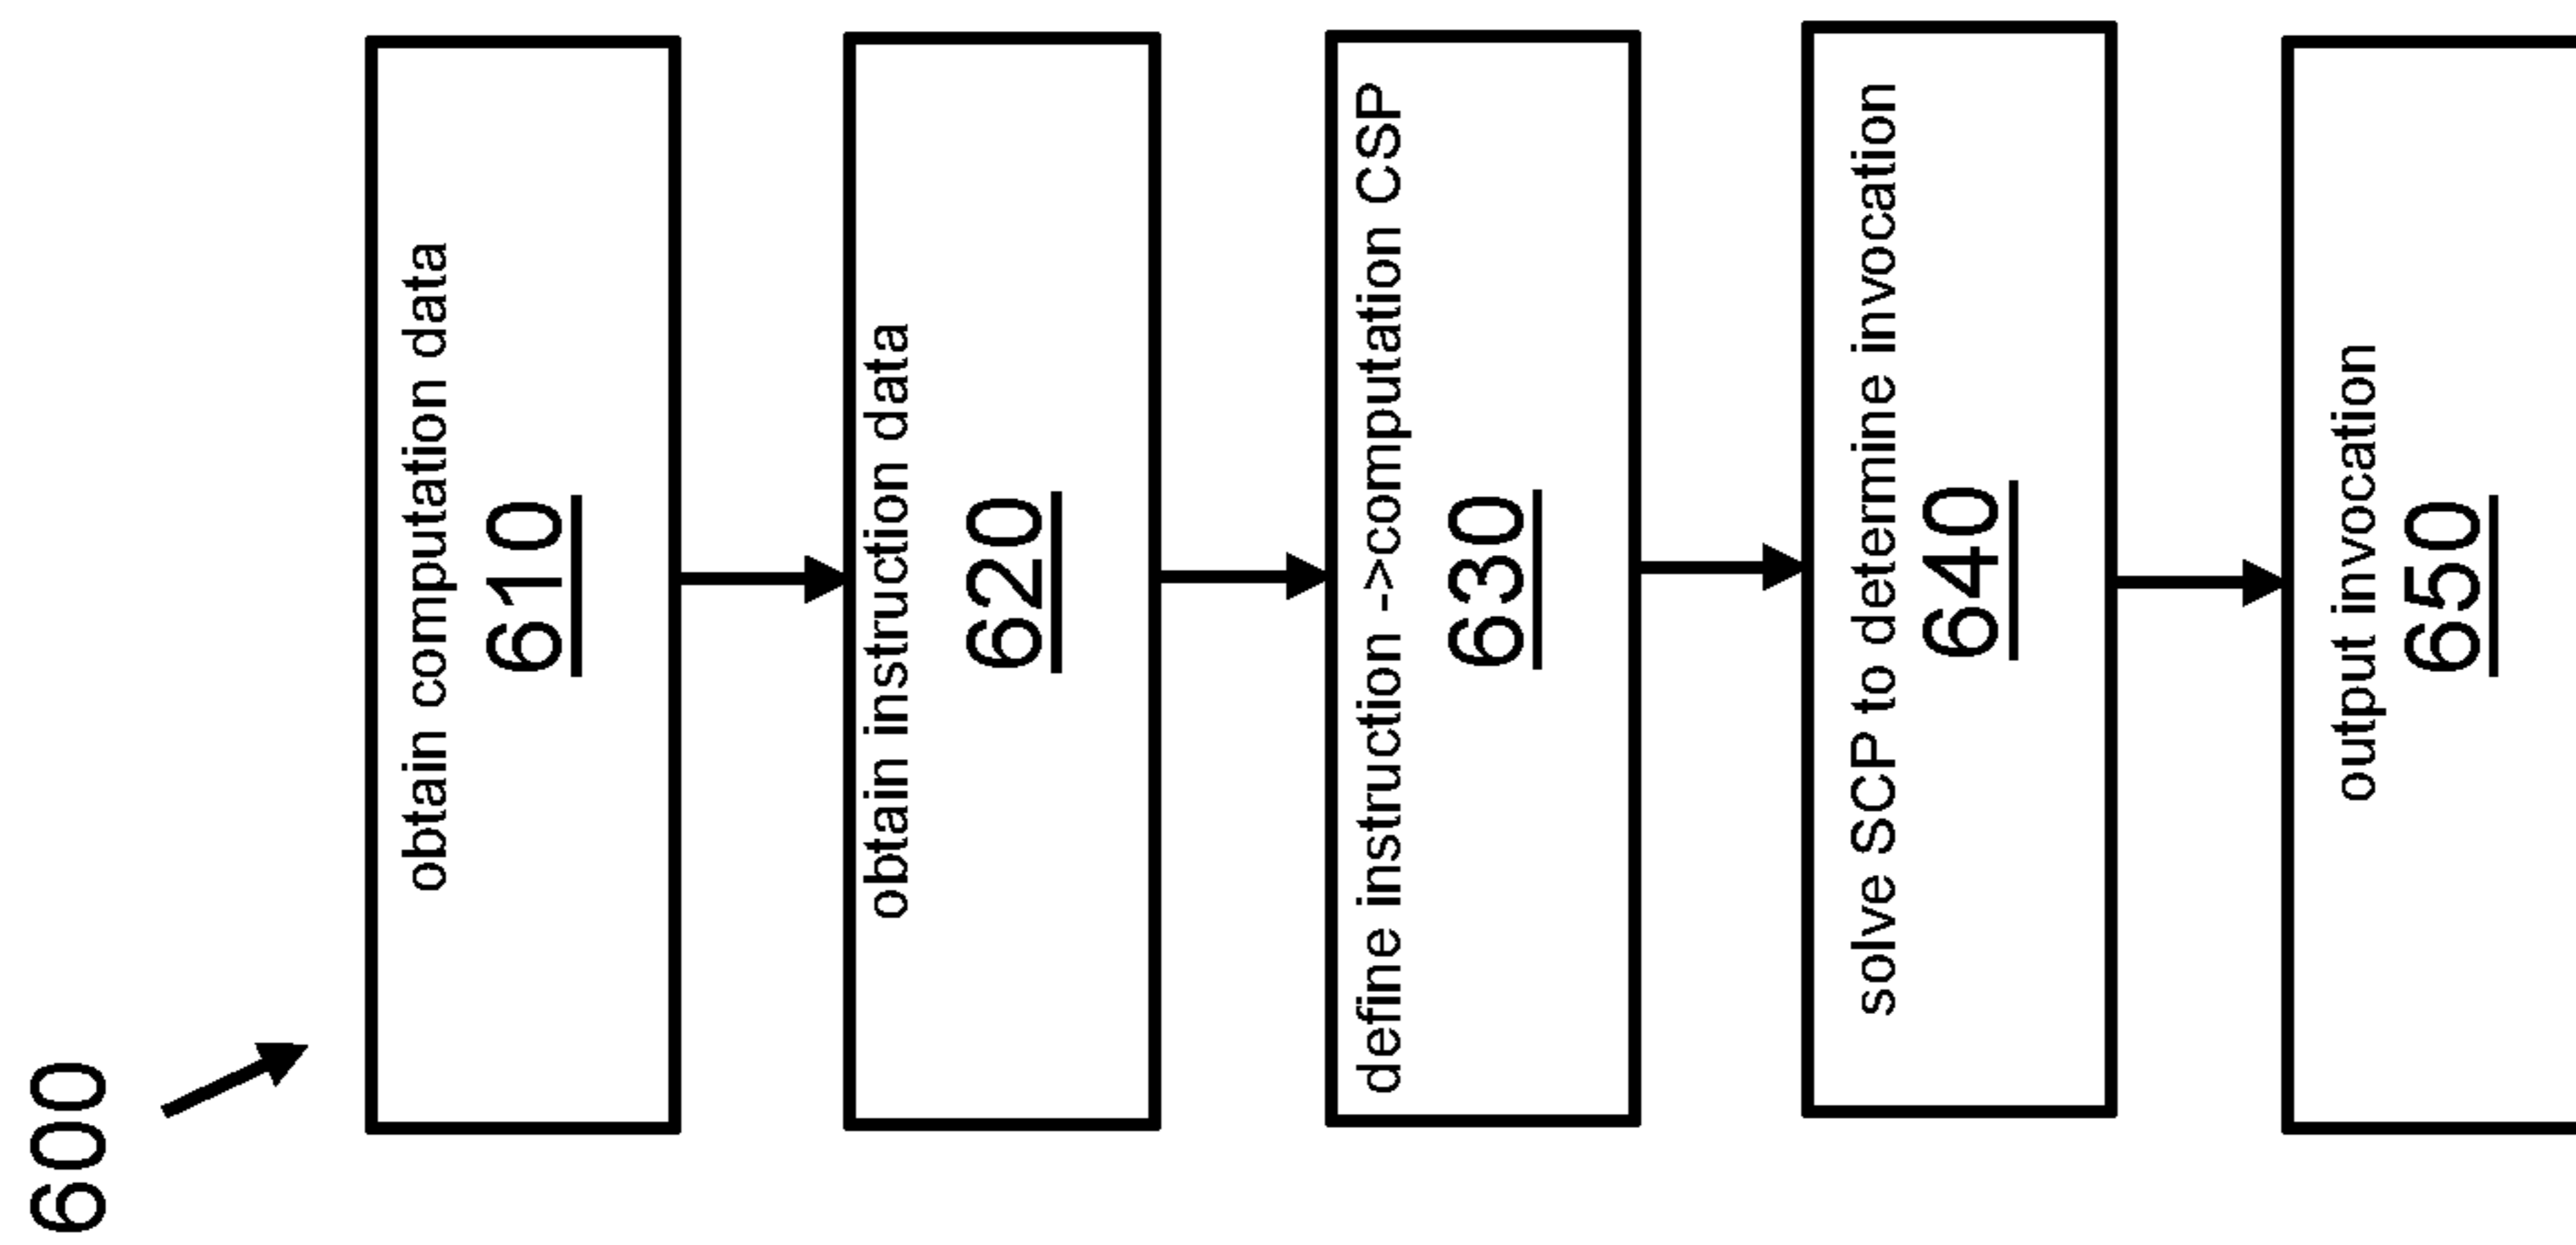 600
obtain computation data
610
obtain instruction data
620
define instruction ->computation CSP
630
solve SCP to determine invocation
640
output invocation
650